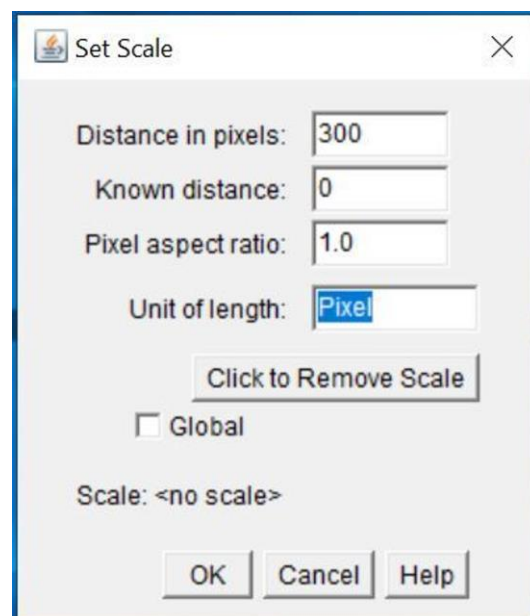 Set Scale
Distance in pixels: 300
Known distance: 0
Pixel aspect ratio: 1.0
Unit of length: Pixel
Click to Remove Scale
Global
Scale: <no scale>
OK Cancel Help